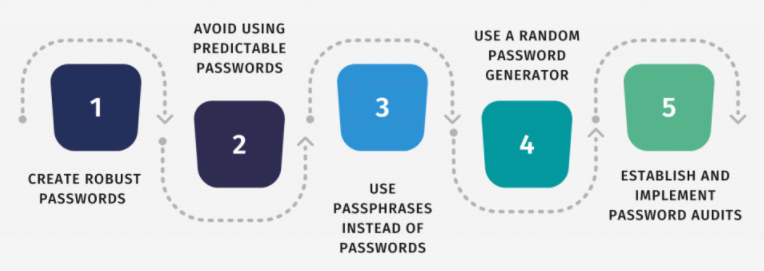 1
CREATE ROBUST
PASSWORDS
AVOID USING
PREDICTABLE
PASSWORDS
2
3
USE
PASSPHRASES
INSTEAD OF
PASSWORDS
USE A RANDOM
PASSWORD
GENERATOR
4
5
ESTABLISH AND
IMPLEMENT
PASSWORD AUDITS